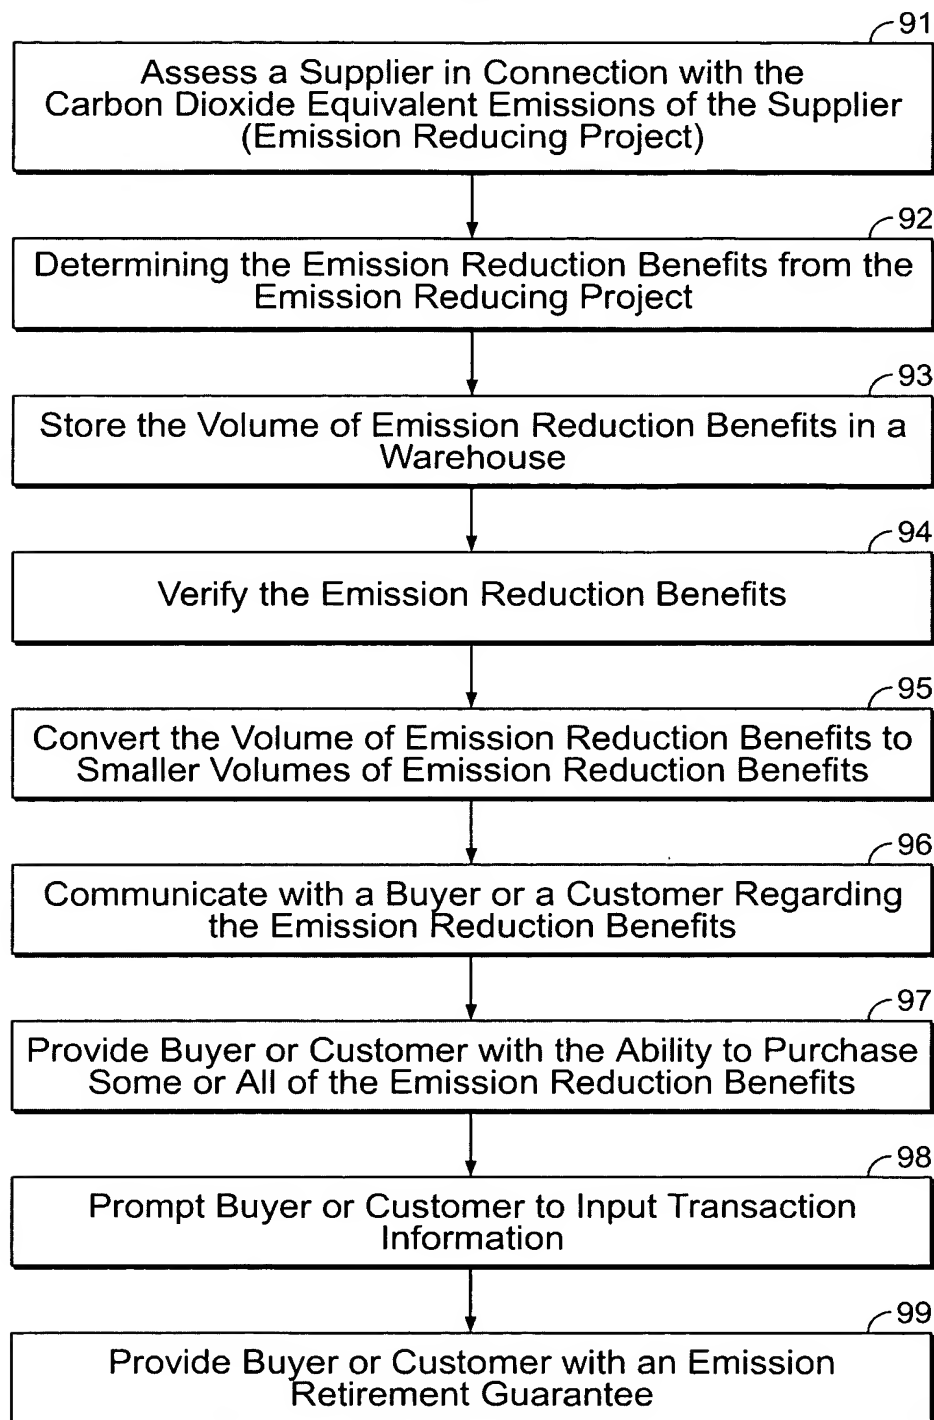 91
Assess a Supplier in Connection with the
Carbon Dioxide Equivalent Emissions of the Supplier
(Emission Reducing Project)
92
Determining the Emission Reduction Benefits from the
Emission Reducing Project
93
Store the Volume of Emission Reduction Benefits in a
Warehouse
94
Verify the Emission Reduction Benefits
95
Convert the Volume of Emission Reduction Benefits to
Smaller Volumes of Emission Reduction Benefits
96
Communicate with a Buyer or a Customer Regarding
the Emission Reduction Benefits
97
Provide Buyer or Customer with the Ability to Purchase
Some or All of the Emission Reduction Benefits
98
Prompt Buyer or Customer to Input Transaction
Information
99
Provide Buyer or Customer with an Emission
Retirement Guarantee